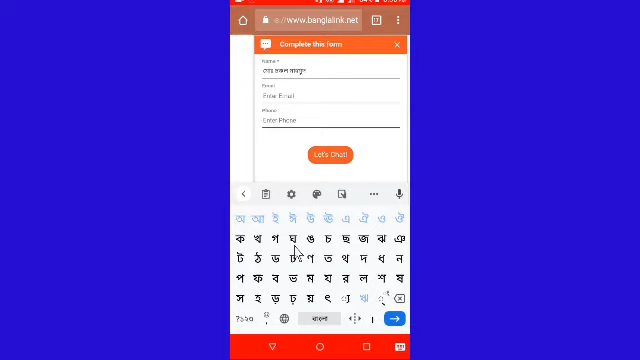 s://www.banglalink.net
Complete this form
Name *
Email
Enter Email
Phone
Enter Phone
Let's Chat!
অ আ ই ঈ উ ঊ এ ঐ ও ঔ
ক খ গ ঘ ঙ চ ছ জ ঝ ঞ
ট ঠ ড ঢ ণ ত থ দ ধ ন
প ফ ব ভ ম য র ল শ ষ
স হ ড় ঢ় য় ৎ ্য ঋ
?১২৩ , বাংলা ।